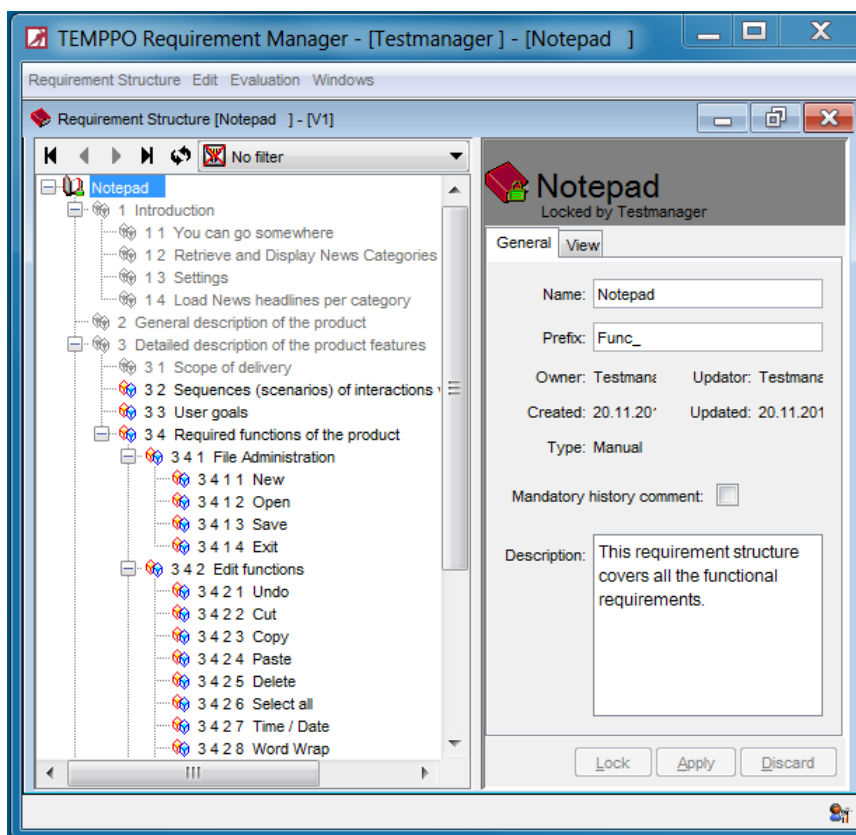 TEMPPO Requirement Manager - [Testmanager ] - [Notepad ]
Requirement Structure Edit Evaluation Windows
Requirement Structure [Notepad ] - [V1]
No filter
Notepad
1 Introduction
1 1 You can go somewhere
1 2 Retrieve and Display News Categories
1 3 Settings
1 4 Load News headlines per category
2 General description of the product
3 Detailed description of the product features
3 1 Scope of delivery
3 2 Sequences (scenarios) of interactions
3 3 User goals
3 4 Required functions of the product
3 4 1 File Administration
3 4 1 1 New
3 4 1 2 Open
3 4 1 3 Save
3 4 1 4 Exit
3 4 2 Edit functions
3 4 2 1 Undo
3 4 2 2 Cut
3 4 2 3 Copy
3 4 2 4 Paste
3 4 2 5 Delete
3 4 2 6 Select all
3 4 2 7 Time / Date
3 4 2 8 Word Wrap
Notepad
Locked by Testmanager
General View
Name: Notepad
Prefix: Func_
Owner: Testmana Updator: Testmana
Created: 20.11.201 Updated: 20.11.201
Type: Manual
Mandatory history comment:
Description: This requirement structure
covers all the functional
requirements.
Lock Apply Discard